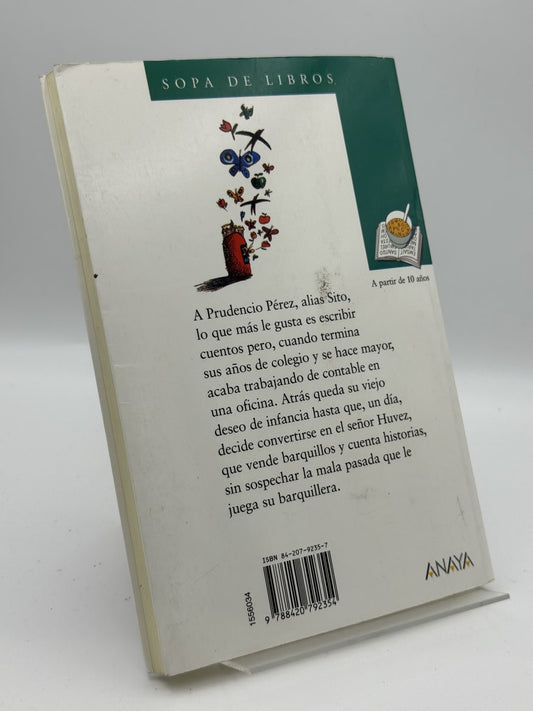 SOPA DE LIBROS
A partir de 10 años
A Prudencio Pérez, alias Sito,
lo que más le gusta es escribir
cuentos pero, cuando termina
sus años de colegio y se hace mayor,
acaba trabajando de contable en
una oficina. Atrás queda su viejo
deseo de infancia hasta que, un día,
decide convertirse en el señor Huvez,
que vende barquillos y cuenta historias,
sin sospechar la mala pasada que le
juega su barquillera.
ISBN 84-207-9235-7
1556034
9 788420 792354
ANAYA